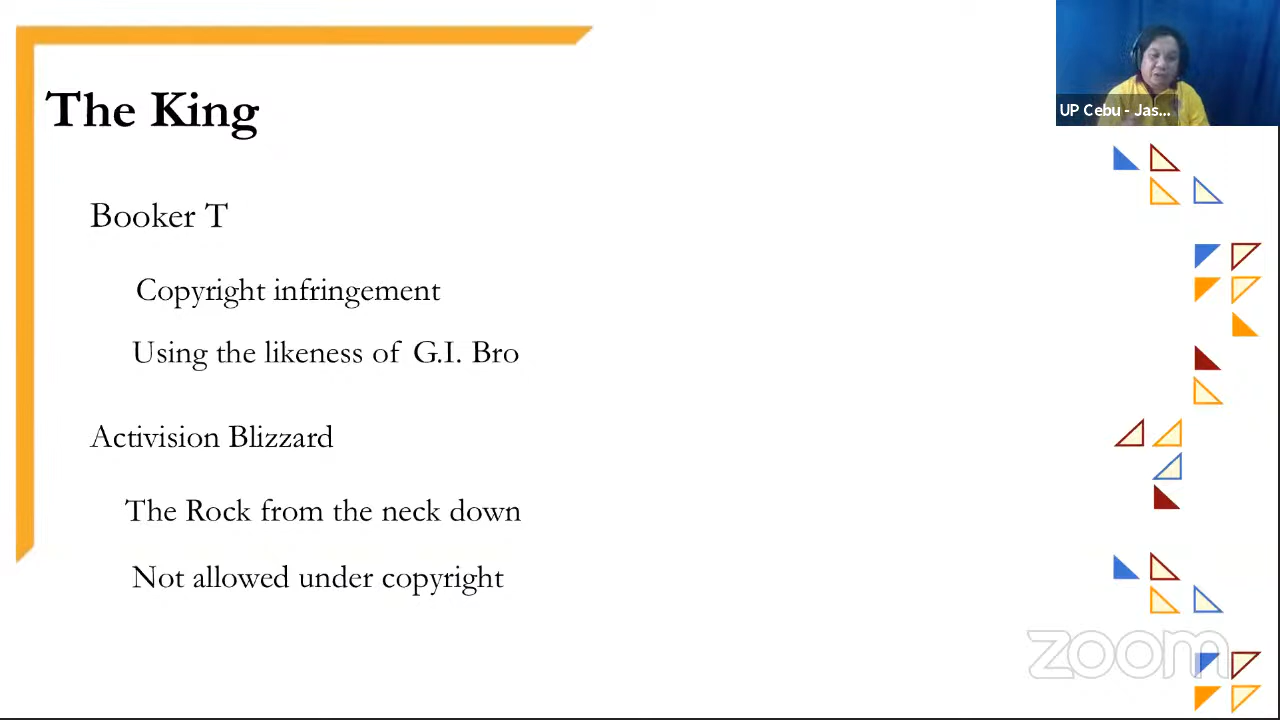 The King
UP Cebu - Jas...
Booker T
Copyright infringement
Using the likeness of G.I. Bro
Activision Blizzard
The Rock from the neck down
Not allowed under copyright
zoom